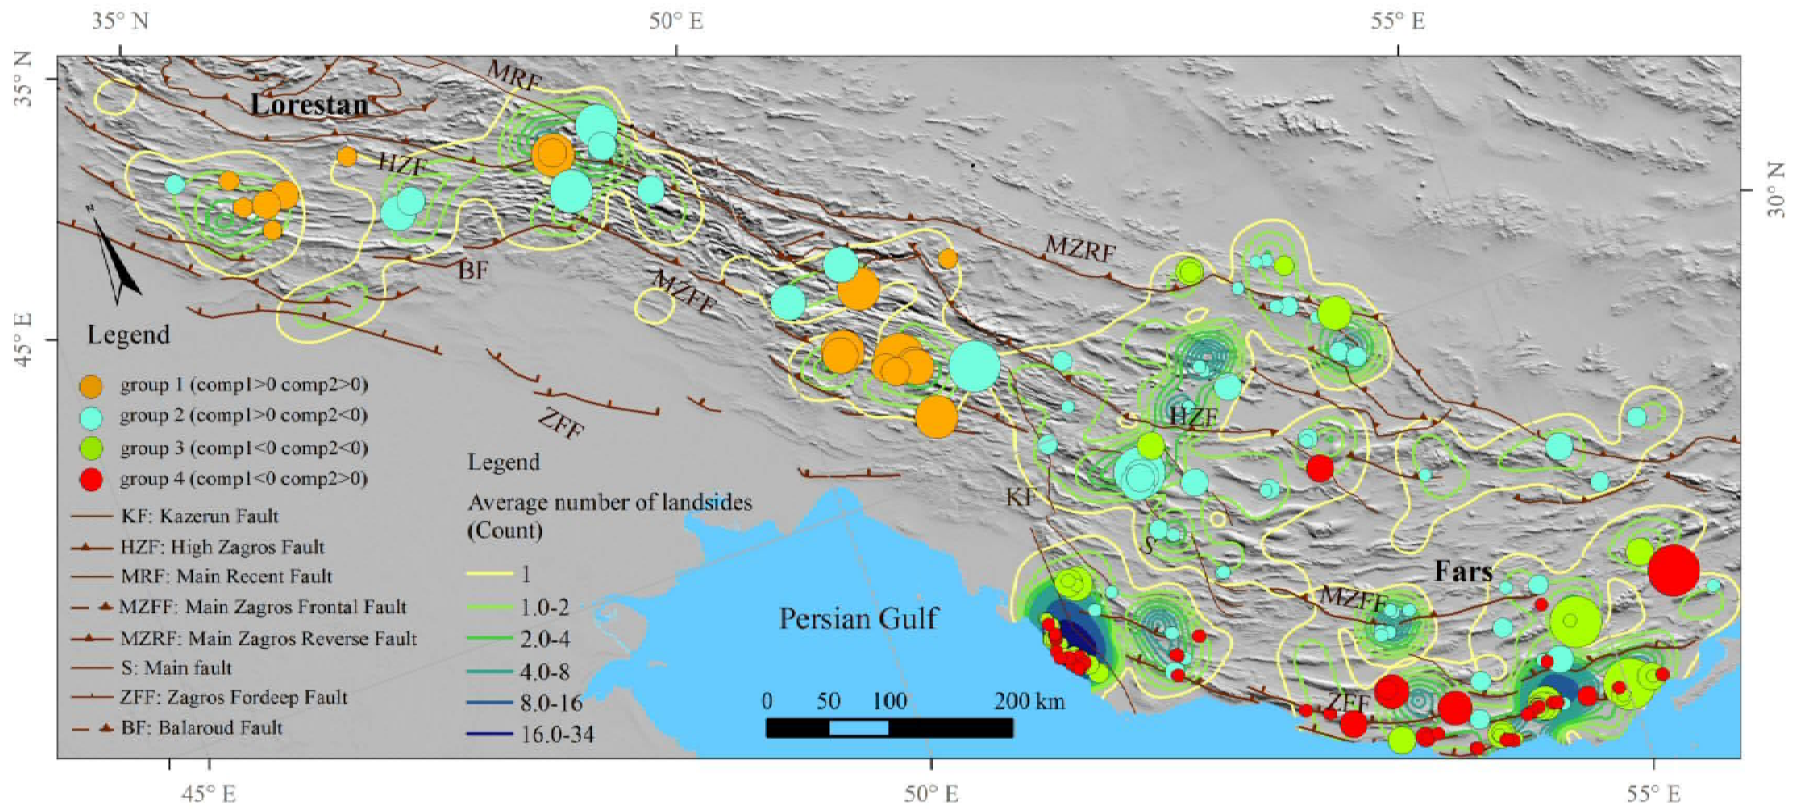 35° N
50° E
55° E
35° N
MRF
Lorestan
HZF
30° N
N
BF
MZFF
MZRF
45° E
Legend
group 1 (comp1>0 comp2>0)
group 2 (comp1>0 comp2<0)
group 3 (comp1<0 comp2<0)
group 4 (comp1<0 comp2>0)
KF: Kazerun Fault
HZF: High Zagros Fault
MRF: Main Recent Fault
MZFF: Main Zagros Frontal Fault
MZRF: Main Zagros Reverse Fault
S: Main fault
ZFF: Zagros Fordeep Fault
BF: Balaroud Fault
ZFF
Legend
Average number of landsides
(Count)
1
1.0-2
2.0-4
4.0-8
8.0-16
16.0-34
HZF
KF
S
Fars
MZFF
Persian Gulf
ZFF
0 50 100 200 km
45° E
50° E
55° E